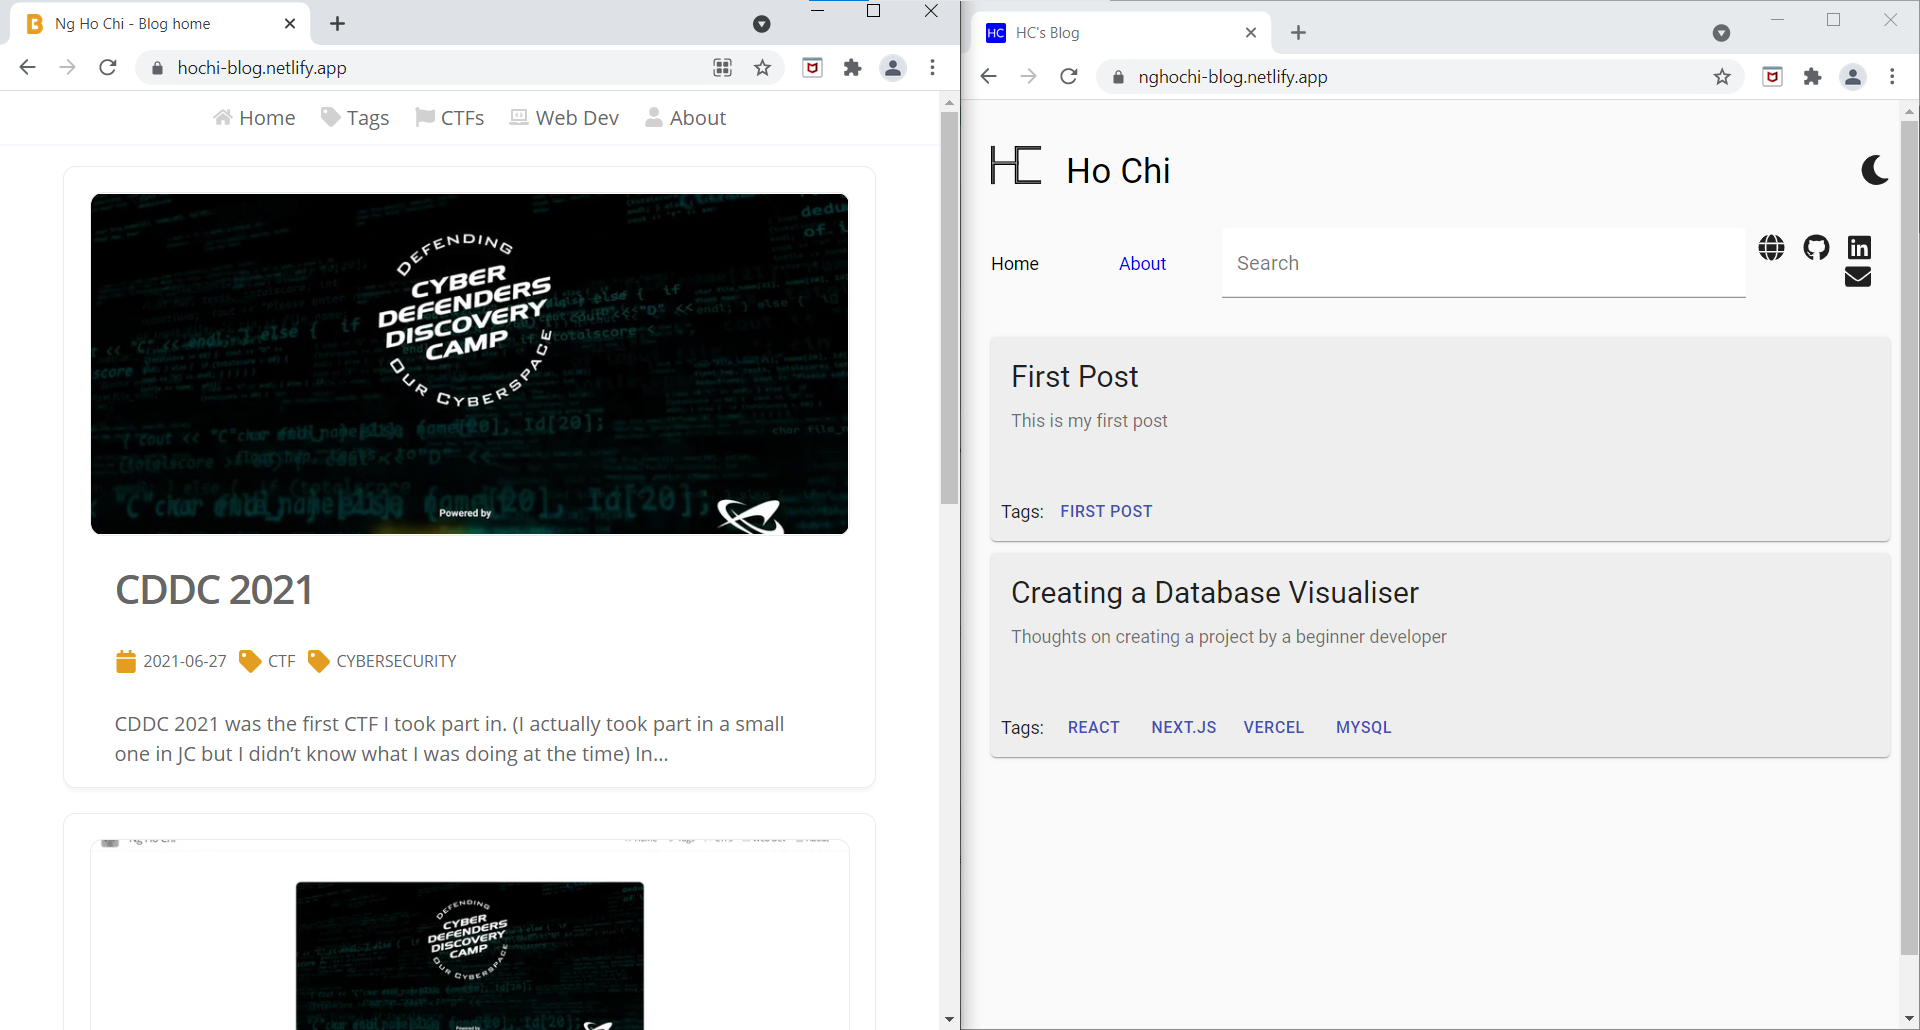 Ng Ho Chi - Blog home
hochi-blog.netlify.app
Home Tags CTFs Web Dev About
DEFENDING
CYBER
DEFENDERS
DISCOVERY
CAMP
OUR CYBERSPACE
Powered by
CDDC 2021
2021-06-27 CTF CYBERSECURITY
CDDC 2021 was the first CTF I took part in. (I actually took part in a small
one in JC but I didn’t know what I was doing at the time) In...
DEFENDING
CYBER
DEFENDERS
DISCOVERY
CAMP
OUR CYBERSPACE
HC HC's Blog
nghochi-blog.netlify.app
HC Ho Chi
Home About Search
First Post
This is my first post
Tags: FIRST POST
Creating a Database Visualiser
Thoughts on creating a project by a beginner developer
Tags: REACT NEXT.JS VERCEL MYSQL